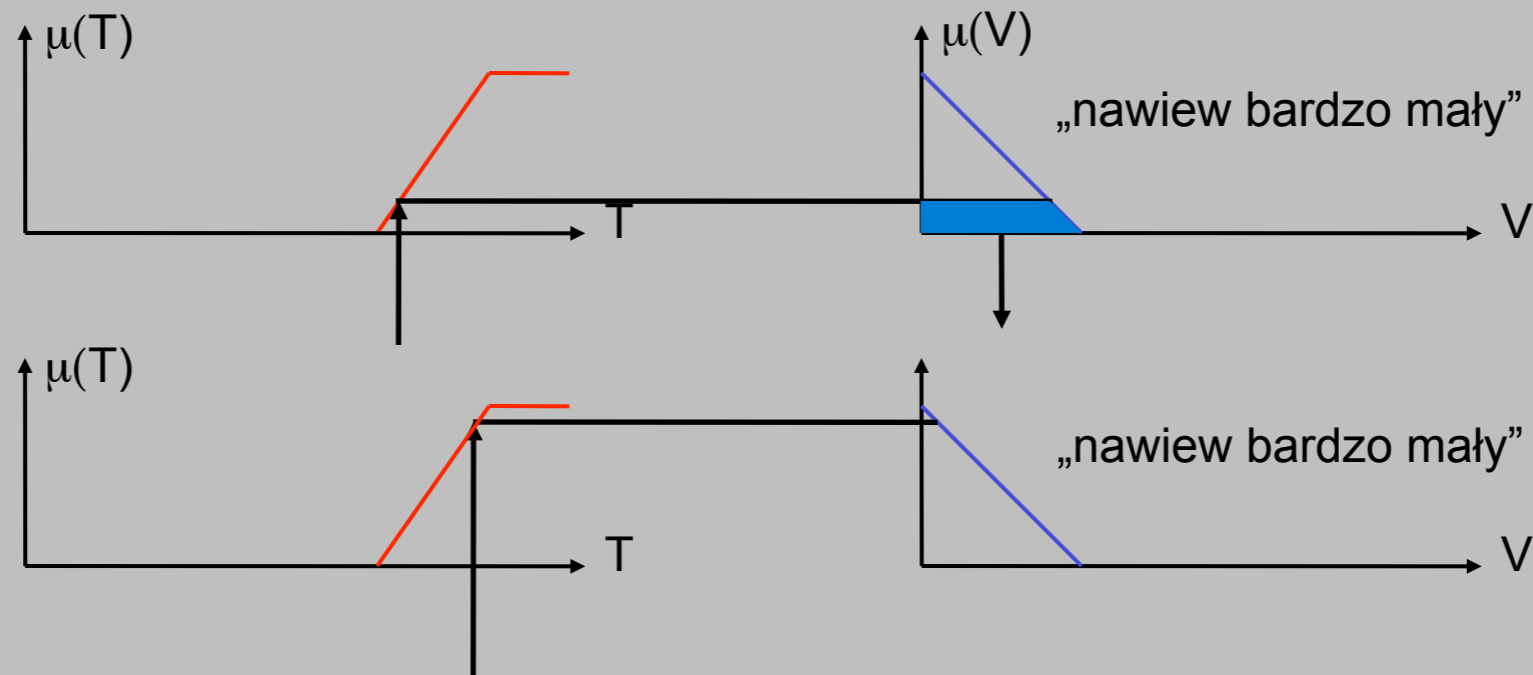 μ(T)
μ(V)
„nawiew bardzo mały”
T
V
μ(T)
„nawiew bardzo mały”
T
V